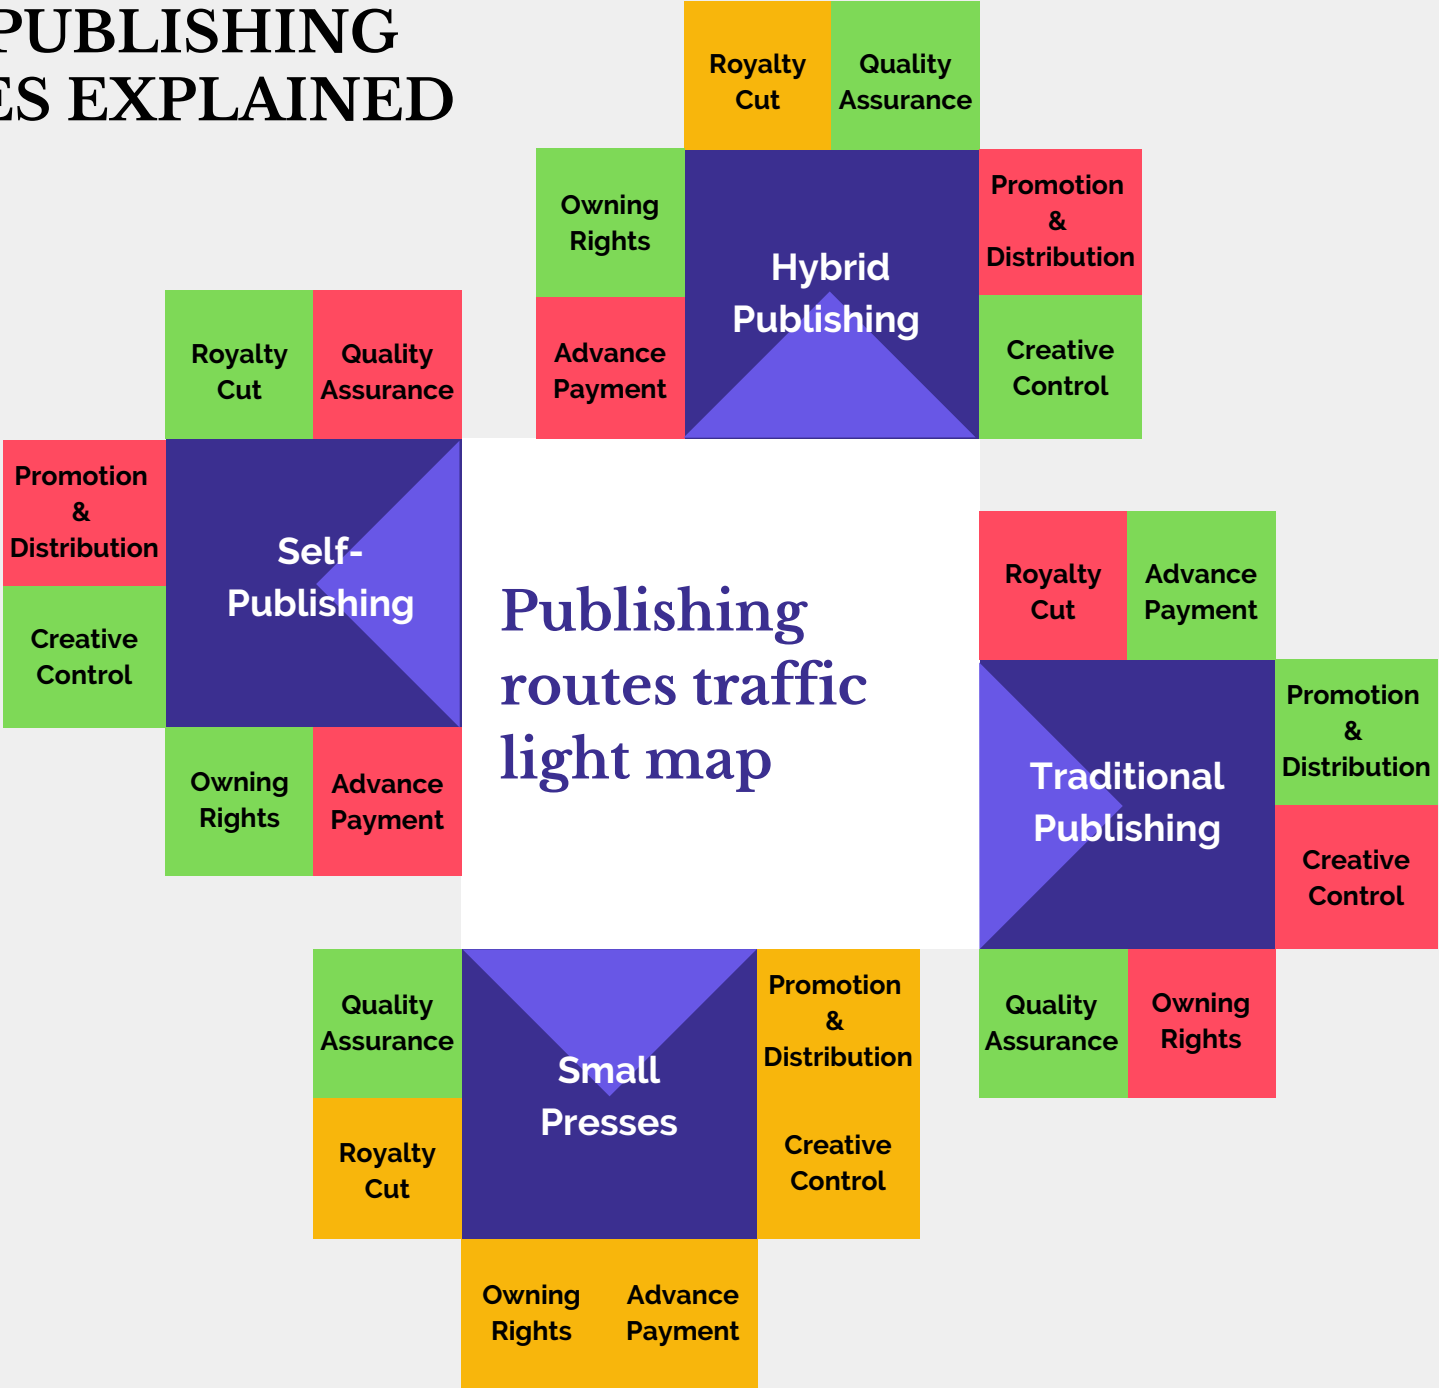 PUBLISHING
ES EXPLAINED
Royalty
Cut
Quality
Assurance
Owning
Rights
Advance
Payment
Hybrid
Publishing
Promotion
&
Distribution
Creative
Control
Royalty
Cut
Quality
Assurance
Promotion
&
Distribution
Creative
Control
Self-
Publishing
Owning
Rights
Advance
Payment
Publishing
routes traffic
light map
Royalty
Cut
Advance
Payment
Traditional
Publishing
Promotion
&
Distribution
Creative
Control
Quality
Assurance
Owning
Rights
Quality
Assurance
Royalty
Cut
Small
Presses
Promotion
&
Distribution
Creative
Control
Owning
Rights
Advance
Payment